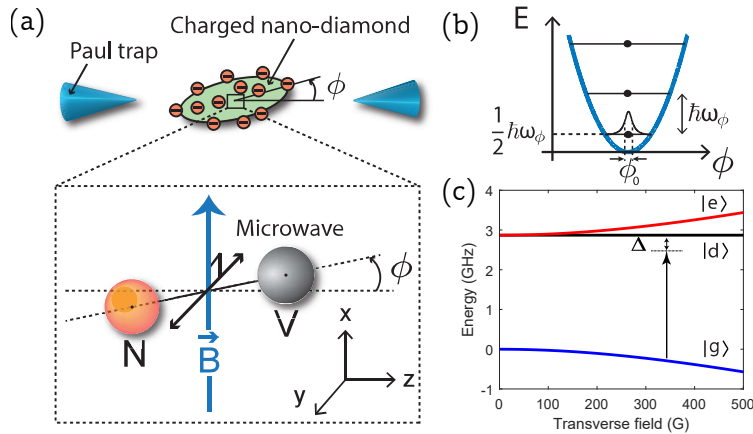 (a)
Charged nano-diamond
Paul trap
ϕ
Microwave
ϕ
N
V
B⃗
x
z
y
(b)
E
1/2 ℏω_ϕ
ℏω_ϕ
ϕ₀
ϕ
(c)
4
3
2
1
0
-1
Energy (GHz)
|e⟩
Δ
|d⟩
|g⟩
0 100 200 300 400 500
Transverse field (G)